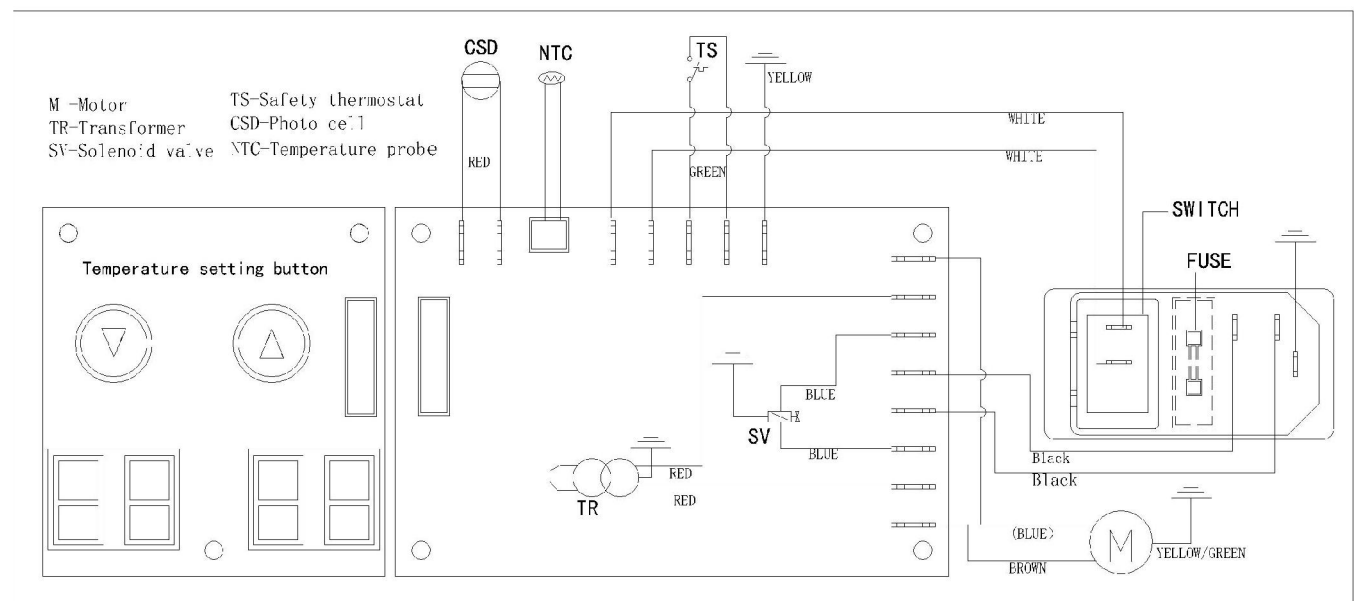 CSD
NTC
TS
YELLOW
M -Motor
TS-Safety thermostat
TR-Transformer
CSD-Photo cell
SV-Solenoid valve
NTC-Temperature probe
WHITE
WHITE
RED
GREEN
SWITCH
FUSE
Temperature setting button
BLUE
SV
BLUE
Black
Black
RED
RED
TR
(BLUE)
M
YELLOW/GREEN
BROWN